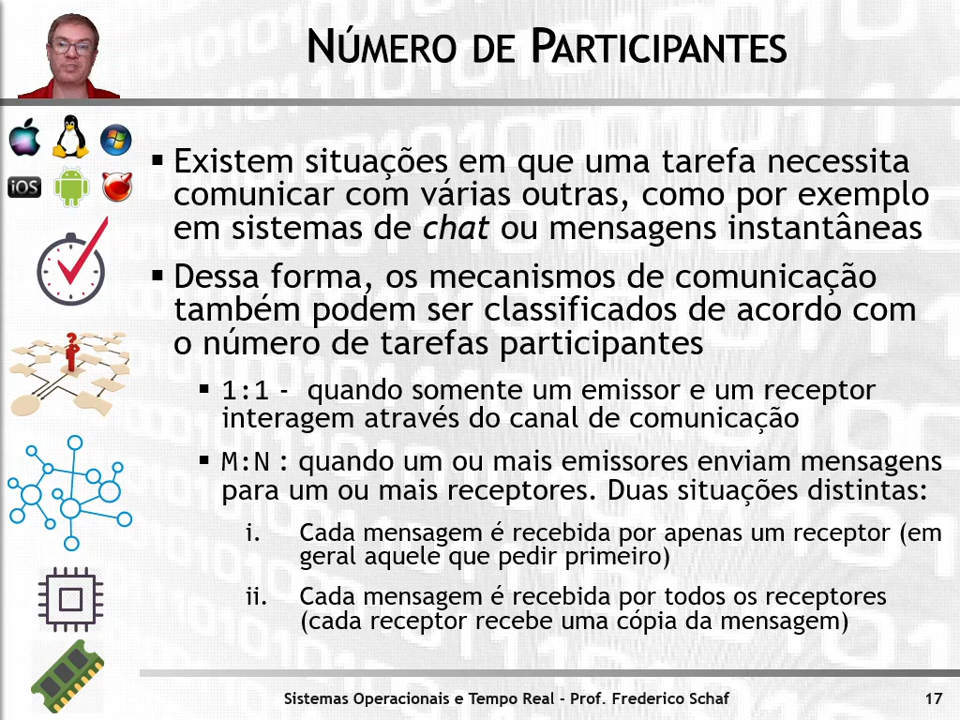 NÚMERO DE PARTICIPANTES
iOS
▪ Existem situações em que uma tarefa necessita
comunicar com várias outras, como por exemplo
em sistemas de chat ou mensagens instantâneas
▪ Dessa forma, os mecanismos de comunicação
também podem ser classificados de acordo com
o número de tarefas participantes
▪ 1:1 - quando somente um emissor e um receptor
interagem através do canal de comunicação
▪ M:N : quando um ou mais emissores enviam mensagens
para um ou mais receptores. Duas situações distintas:
i. Cada mensagem é recebida por apenas um receptor (em
geral aquele que pedir primeiro)
ii. Cada mensagem é recebida por todos os receptores
(cada receptor recebe uma cópia da mensagem)
Sistemas Operacionais e Tempo Real - Prof. Frederico Schaf 17